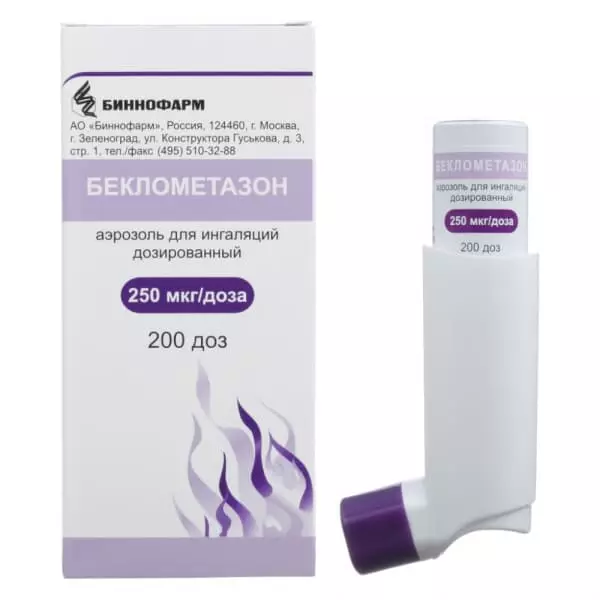 БИННОФАРМ
АО «Биннофарм», Россия, 124460, г. Москва,
г. Зеленоград, ул. Конструктора Гуськова, д. 3,
стр. 1, тел./факс (495) 510-32-88
БЕКЛОМЕТАЗОН
аэрозоль для ингаляций
дозированный
250 мкг/доза
200 доз
БЕКЛОМЕТАЗОН
аэрозоль для ингаляций
дозированный
250 мкг/доза
200 доз